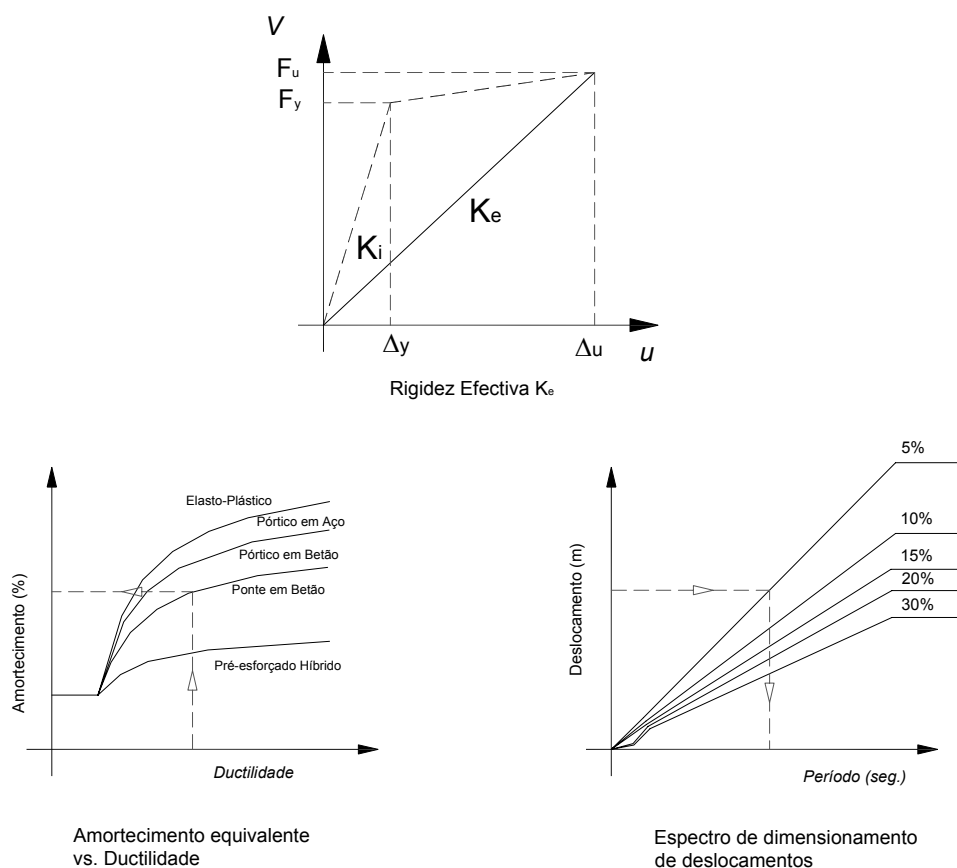 V
Fu
Fy
Ke
Ki
Δy
Δu
u
Rigidez Efectiva Ke
Amortecimento (%)
Elasto-Plástico
Pórtico em Aço
Pórtico em Betão
Ponte em Betão
Pré-esforçado Híbrido
Ductilidade
Amortecimento equivalente
vs. Ductilidade
Deslocamento (m)
5%
10%
15%
20%
30%
Período (seg.)
Espectro de dimensionamento
de deslocamentos